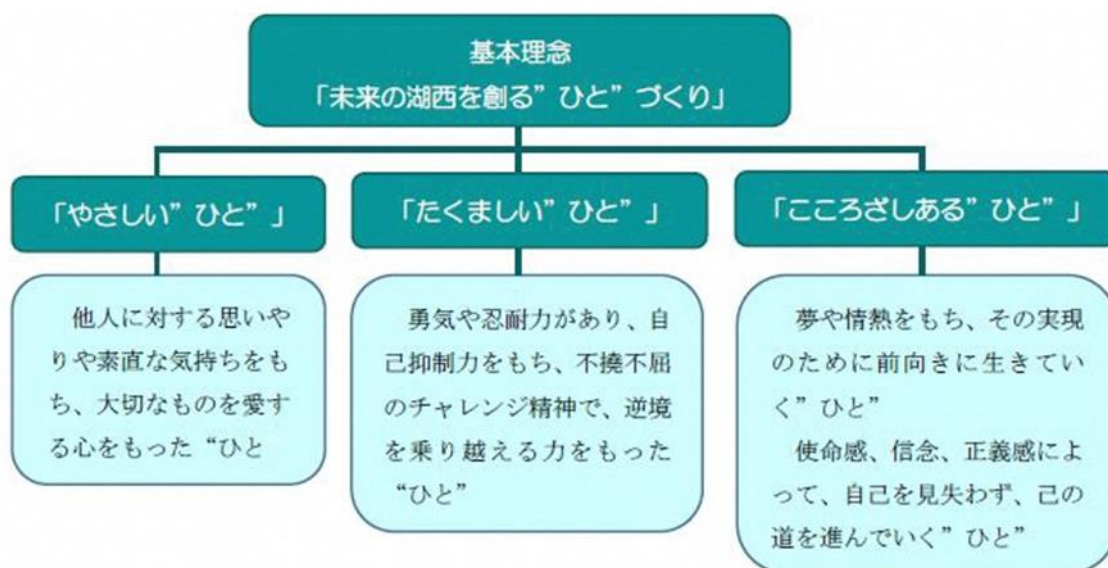 基本理念
「未来の湖西を創る”ひと”づくり」
「やさしい”ひと”」
「たくましい”ひと”」
「こころざしある”ひと”」
他人に対する思いや
りや素直な気持ちをも
ち、大切なものを愛す
る心をもった“ひと
勇気や忍耐力があり、自
己抑制力をもち、不撓不屈
のチャレンジ精神で、逆境
を乗り越える力をもった
“ひと”
夢や情熱をもち、その実現
のために前向きに生きてい
く”ひと”
使命感、信念、正義感によ
って、自己を見失わず、己の
道を進んでいく”ひと”